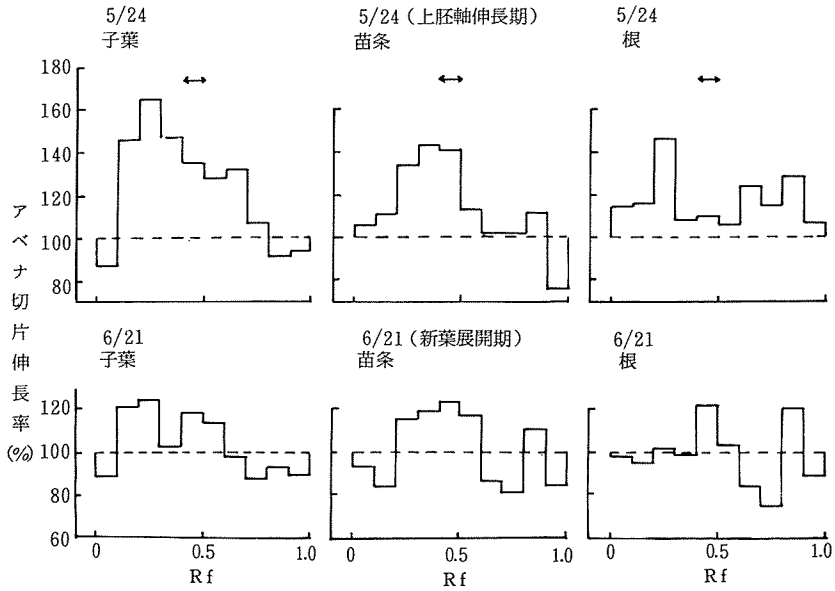 5/24
子葉
5/24(上胚軸伸長期)
苗条
5/24
根
180
160
140
120
100
80
アベナ切片伸長率(%)
6/21
子葉
6/21(新葉展開期)
苗条
6/21
根
120
100
80
60
0 0.5 1.0
Rf
0 0.5 1.0
Rf
0 0.5 1.0
Rf